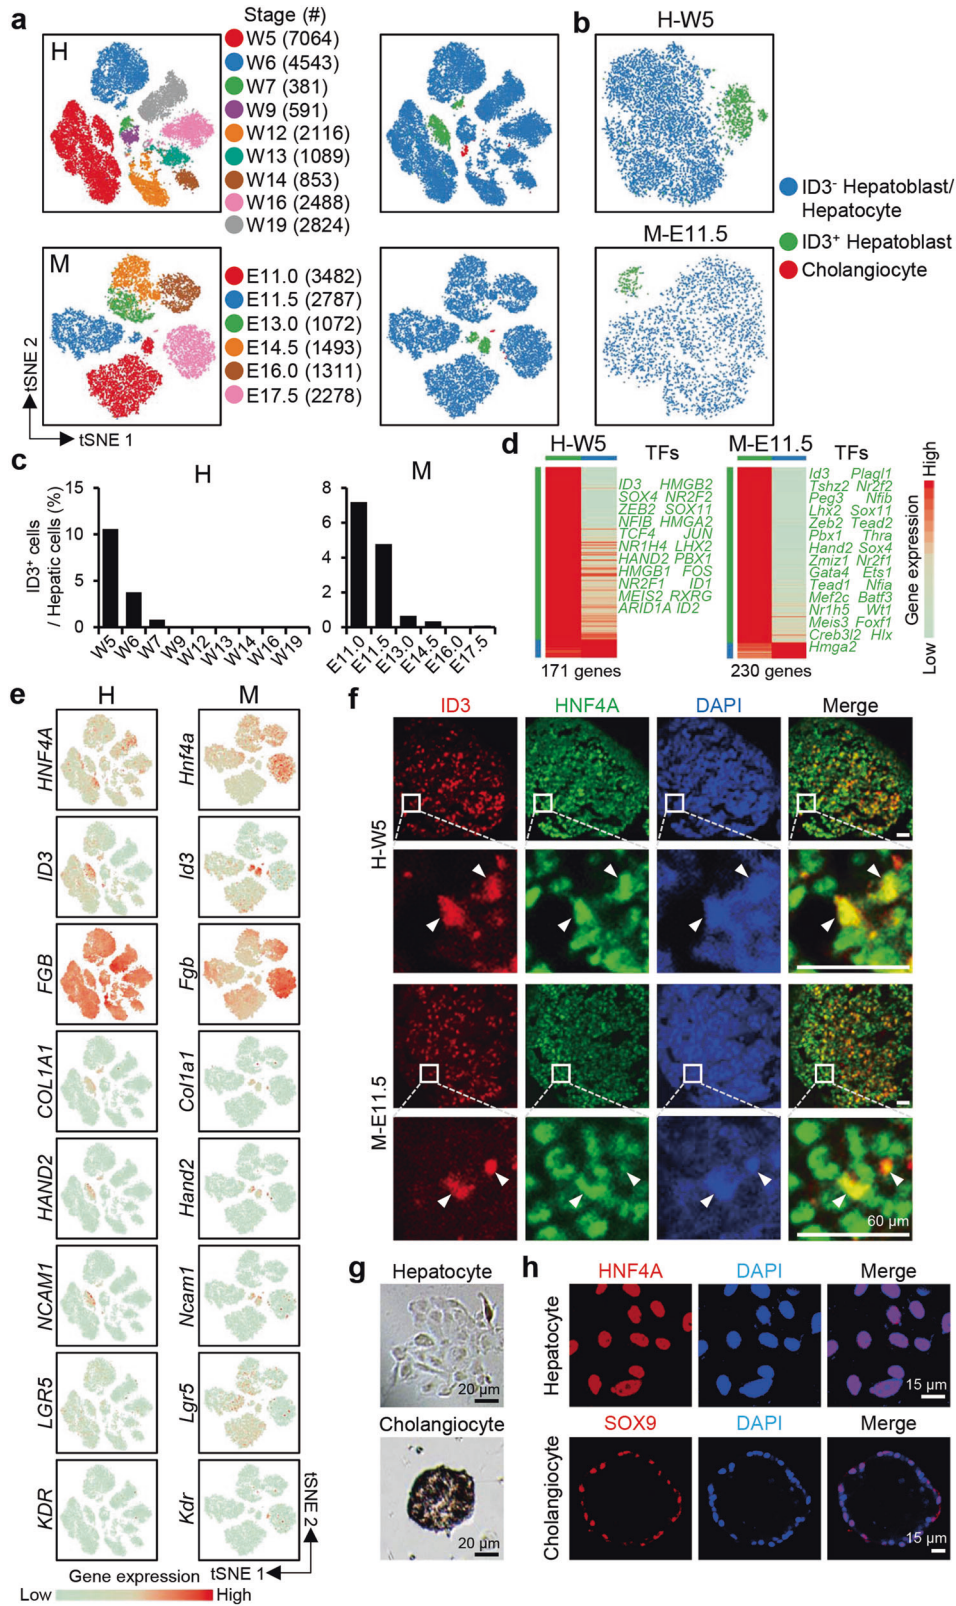 a
Stage (#)
H
W5 (7064)
W6 (4543)
W7 (381)
W9 (591)
W12 (2116)
W13 (1089)
W14 (853)
W16 (2488)
W19 (2824)
M
E11.0 (3482)
E11.5 (2787)
E13.0 (1072)
E14.5 (1493)
E16.0 (1311)
E17.5 (2278)
tSNE 2
tSNE 1
b
H-W5
M-E11.5
ID3⁻ Hepatoblast/
Hepatocyte
ID3⁺ Hepatoblast
Cholangiocyte
c
H
M
ID3⁺ cells
/ Hepatic cells (%)
15
10
5
0
W5
W6
W7
W9
W12
W13
W14
W16
W19
8
6
4
2
0
E11.0
E11.5
E13.0
E14.5
E16.0
E17.5
d
H-W5
TFs
ID3 HMGB2
SOX4 NR2F2
ZEB2 SOX11
NFIB HMGA2
TCF4 JUN
NR1H4 LHX2
HAND2 PBX1
HMGB1 FOS
NR2F1 ID1
MEIS2 RXRG
ARID1A ID2
171 genes
M-E11.5
TFs
Id3 Plagl1
Tshz2 Nr2f2
Peg3 Nfib
Lhx2 Sox11
Zeb2 Tead2
Pbx1 Thra
Hand2 Sox4
Zmiz1 Nr2f1
Gata4 Ets1
Tead1 Nfia
Mef2c Batf3
Nr1h5 Wt1
Meis3 Foxf1
Creb3l2 Hlx
Hmga2
230 genes
High
Gene expression
Low
e
H
M
HNF4A
Hnf4a
ID3
Id3
FGB
Fgb
COL1A1
Col1a1
HAND2
Hand2
NCAM1
Ncam1
LGR5
Lgr5
KDR
Kdr
tSNE 2
tSNE 1
Gene expression
Low
High
f
ID3
HNF4A
DAPI
Merge
H-W5
M-E11.5
60 µm
g
Hepatocyte
20 µm
Cholangiocyte
20 µm
h
HNF4A
DAPI
Merge
Hepatocyte
15 µm
SOX9
DAPI
Merge
Cholangiocyte
15 µm